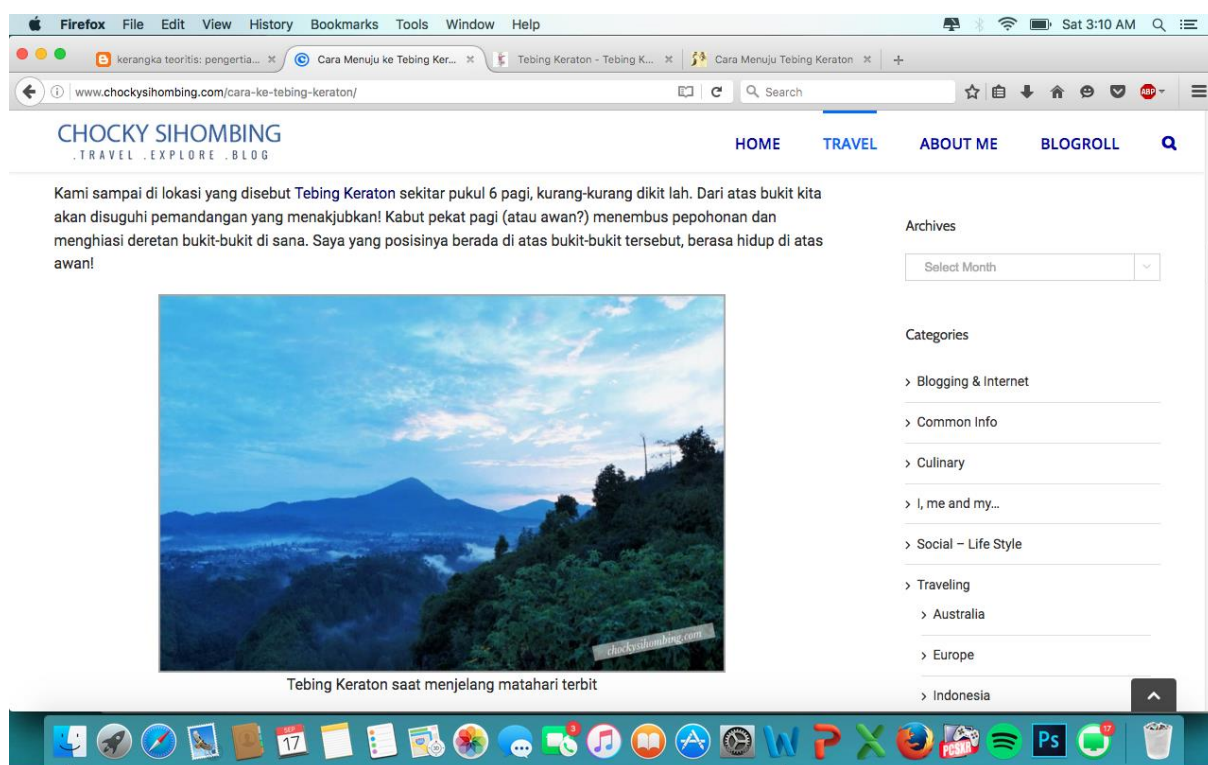 Firefox File Edit View History Bookmarks Tools Window Help
Sat 3:10 AM
kerangka teoritis: pengertia...
Cara Menuju ke Tebing Ker...
Tebing Keraton - Tebing K...
Cara Menuju Tebing Keraton
www.chockysihombing.com/cara-ke-tebing-keraton/
Search
ABP
CHOCKY SIHOMBING
.TRAVEL .EXPLORE .BLOG
HOME TRAVEL ABOUT ME BLOGROLL
Kami sampai di lokasi yang disebut Tebing Keraton sekitar pukul 6 pagi, kurang-kurang dikit lah. Dari atas bukit kita
akan disuguhi pemandangan yang menakjubkan! Kabut pekat pagi (atau awan?) menembus pepohonan dan
menghiasi deretan bukit-bukit di sana. Saya yang posisinya berada di atas bukit-bukit tersebut, berasa hidup di atas
awan!
chockysihombing.com
Tebing Keraton saat menjelang matahari terbit
Archives
Select Month
Categories
> Blogging & Internet
> Common Info
> Culinary
> I, me and my...
> Social – Life Style
> Traveling
> Australia
> Europe
> Indonesia
SEP
17
3
PCSXR
Ps
17